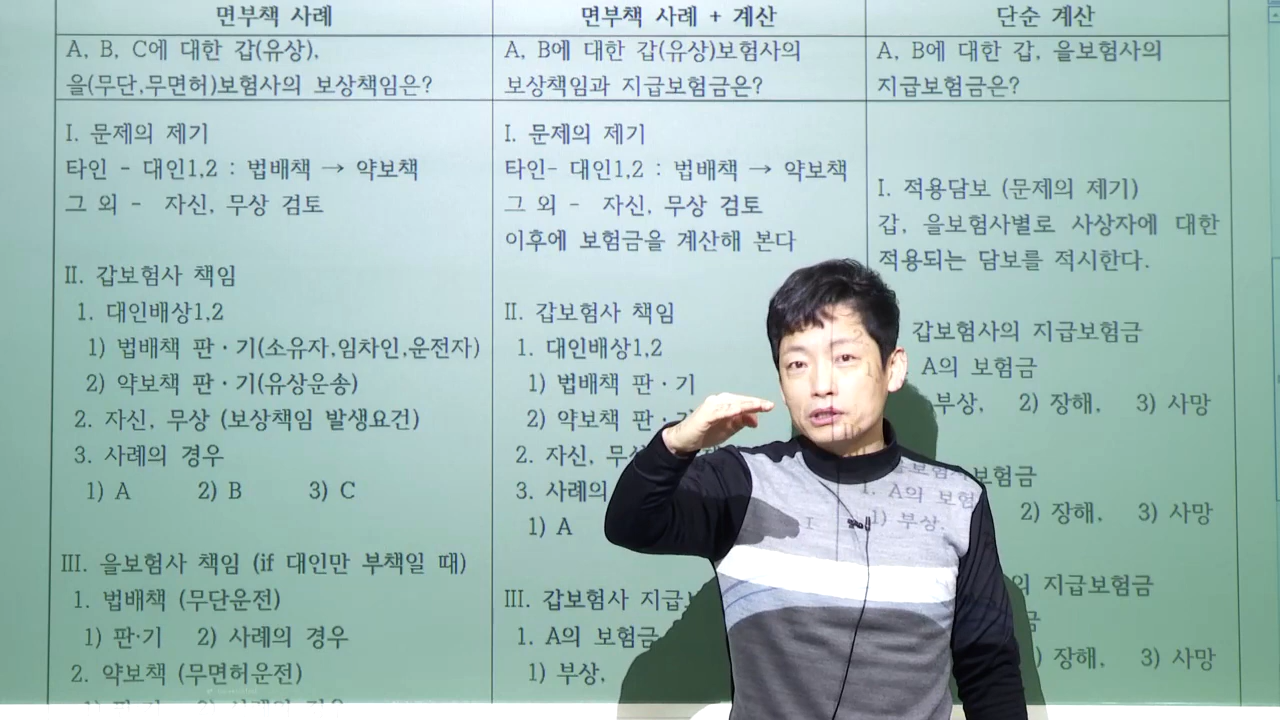 면부책 사례
A, B, C에 대한 갑(유상),
을(무단,무면허)보험사의 보상책임은?
I. 문제의 제기
타인 - 대인1,2 : 법배책 → 약보책
그 외 - 자신, 무상 검토
II. 갑보험사 책임
1. 대인배상1,2
1) 법배책 판·기(소유자,임차인,운전자)
2) 약보책 판·기(유상운송)
2. 자신, 무상 (보상책임 발생요건)
3. 사례의 경우
1) A 2) B 3) C
III. 을보험사 책임 (if 대인만 부책일 때)
1. 법배책 (무단운전)
1) 판·기 2) 사례의 경우
2. 약보책 (무면허운전)
면부책 사례 + 계산
A, B에 대한 갑(유상)보험사의
보상책임과 지급보험금은?
I. 문제의 제기
타인- 대인1,2 : 법배책 → 약보책
그 외 - 자신, 무상 검토
이후에 보험금을 계산해 본다
II. 갑보험사 책임
1. 대인배상1,2
1) 법배책 판·기
2) 약보책 판·
2. 자신,
3. 사례의
1) A
III. 갑보험사
1. A의 보험금
1) 부상,
단순 계산
A, B에 대한 갑, 을보험사의
지급보험금은?
I. 적용담보 (문제의 제기)
갑, 을보험사별로 사상자에 대한
적용되는 담보를 적시한다.
갑보험사의 지급보험금
A의 보험금
부상, 2) 장해, 3) 사망
보험금
1. A의 보험
1) 부상. 2) 장해, 3) 사망
의 지급보험금
금
) 장해, 3) 사망